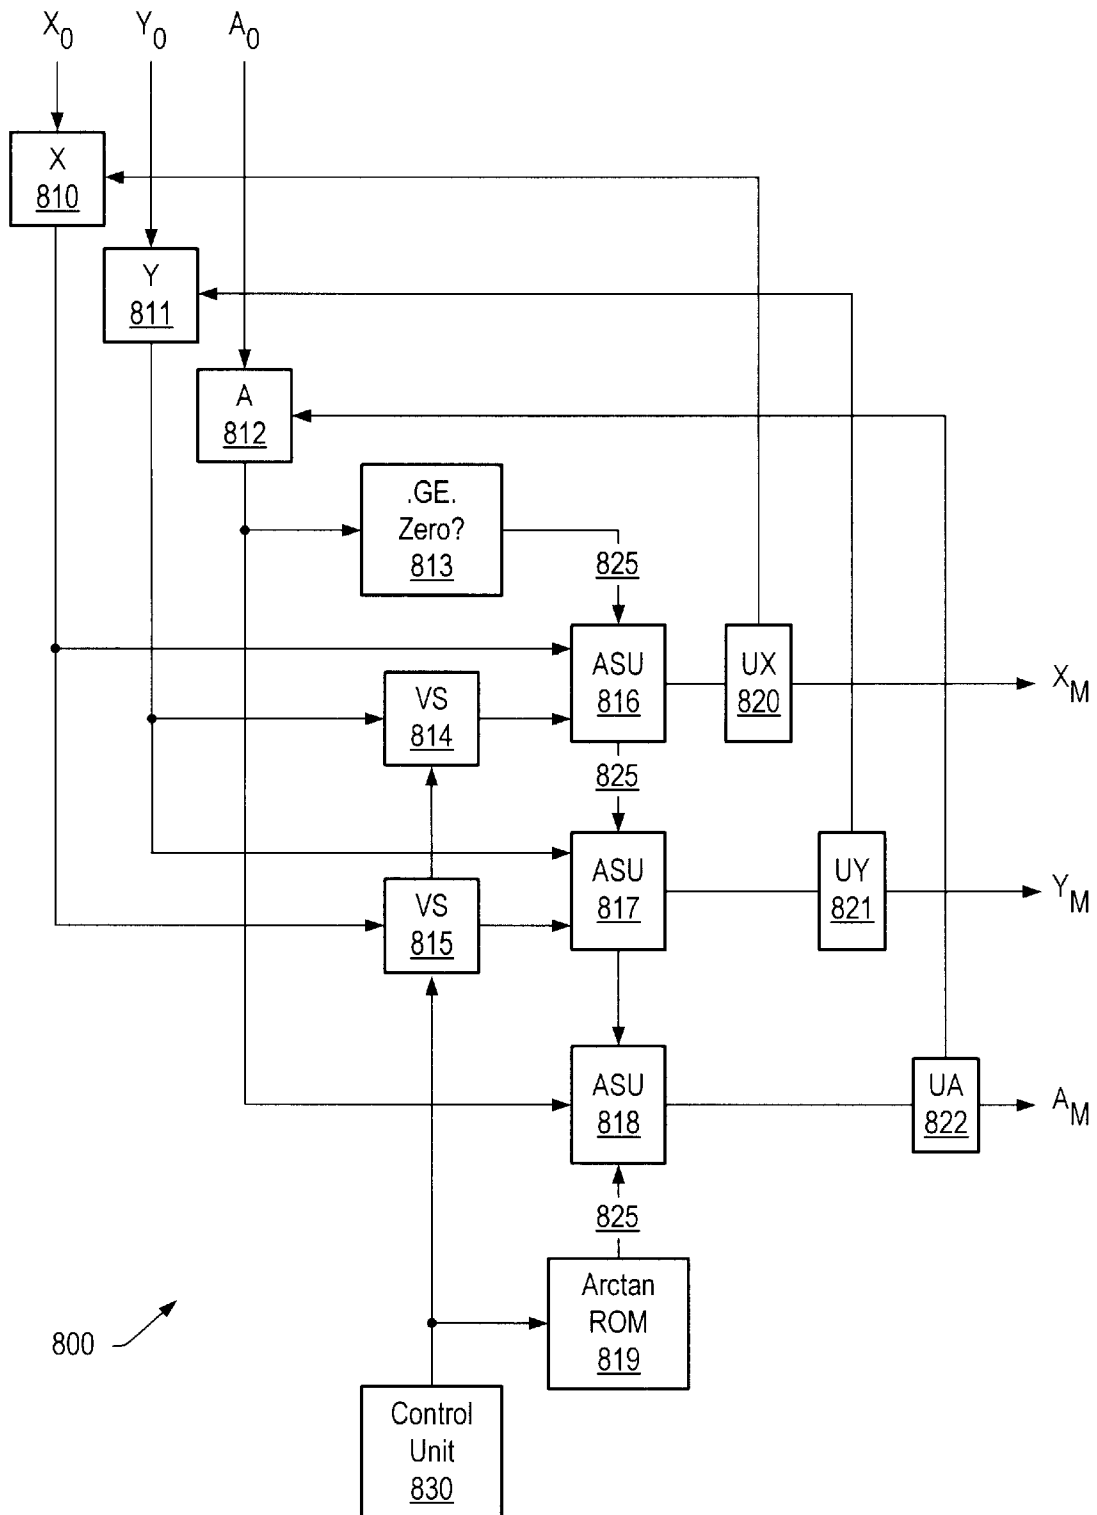 X0 Y0 A0
X
810
Y
811
A
812
.GE.
Zero?
813
825
ASU
816
UX
820
XM
VS
814
825
ASU
817
UY
821
YM
VS
815
ASU
818
UA
822
AM
825
Arctan
ROM
819
800
Control
Unit
830